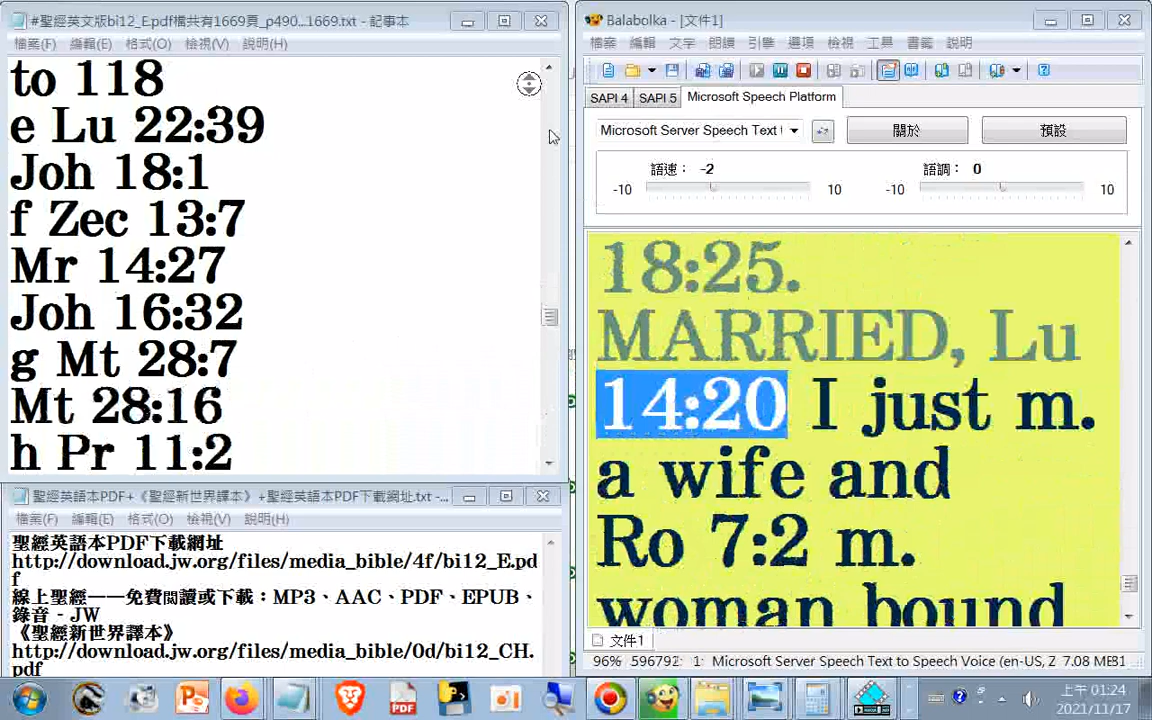 #聖經英文版bi12_E.pdf檔共有1669頁_p490...1669.txt - 記事本
檔案(F) 編輯(E) 格式(O) 檢視(V) 說明(H)
to 118
e Lu 22:39
Joh 18:1
f Zec 13:7
Mr 14:27
Joh 16:32
g Mt 28:7
Mt 28:16
h Pr 11:2
聖經英語本PDF+《聖經新世界譯本》+聖經英語本PDF下載網址.txt -...
檔案(F) 編輯(E) 格式(O) 檢視(V) 說明(H)
聖經英語本PDF下載網址
http://download.jw.org/files/media_bible/4f/bi12_E.pd
f
線上聖經——免費閱讀或下載：MP3、AAC、PDF、EPUB、
錄音 - JW
《聖經新世界譯本》
http://download.jw.org/files/media_bible/0d/bi12_CH.
pdf
Balabolka - [文件1]
檔案 編輯 文字 朗讀 引擎 選項 檢視 工具 書籤 說明
SAPI 4 SAPI 5 Microsoft Speech Platform
Microsoft Server Speech Text 關於 預設
語速： -2 語調： 0
-10 10 -10 10
18:25.
MARRIED, Lu
14:20 I just m.
a wife and
Ro 7:2 m.
woman bound
文件1
96% 596792: 1: Microsoft Server Speech Text to Speech Voice (en-US, Z 7.08 MB
上午 01:24
2021/11/17